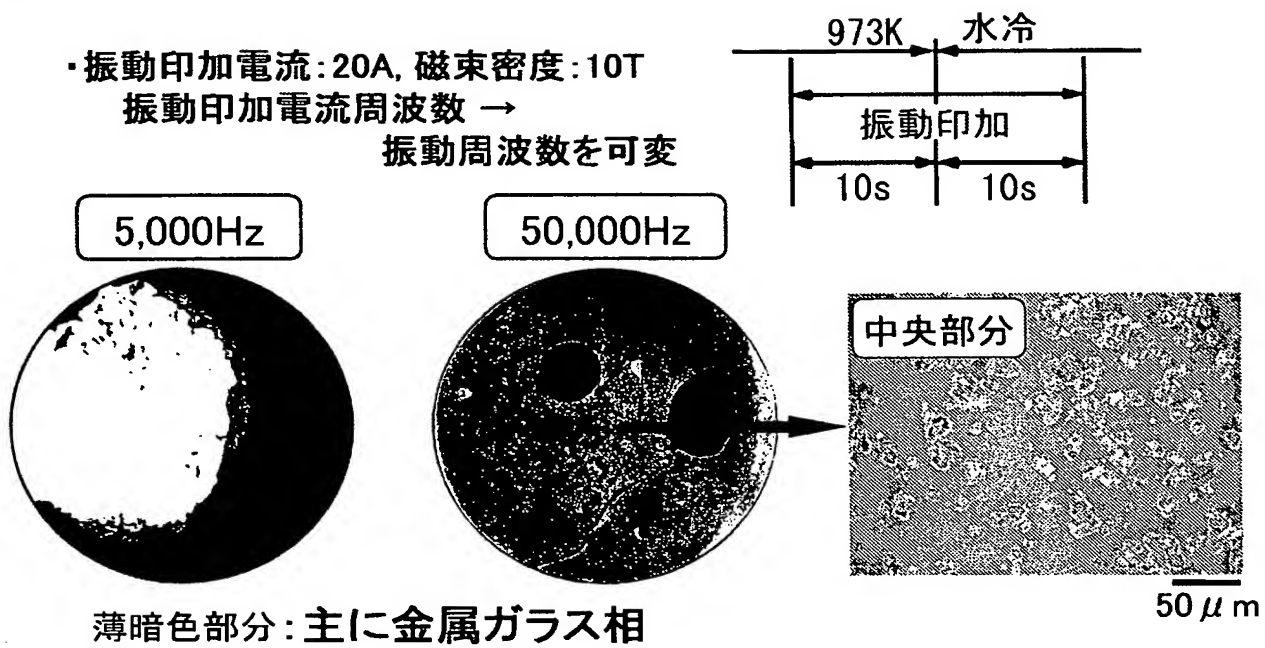 ・振動印加電流:20A, 磁束密度:10T
振動印加電流周波数 →
振動周波数を可変
973K 水冷
振動印加
10s 10s
5,000Hz
50,000Hz
中央部分
50μm
薄暗色部分:主に金属ガラス相